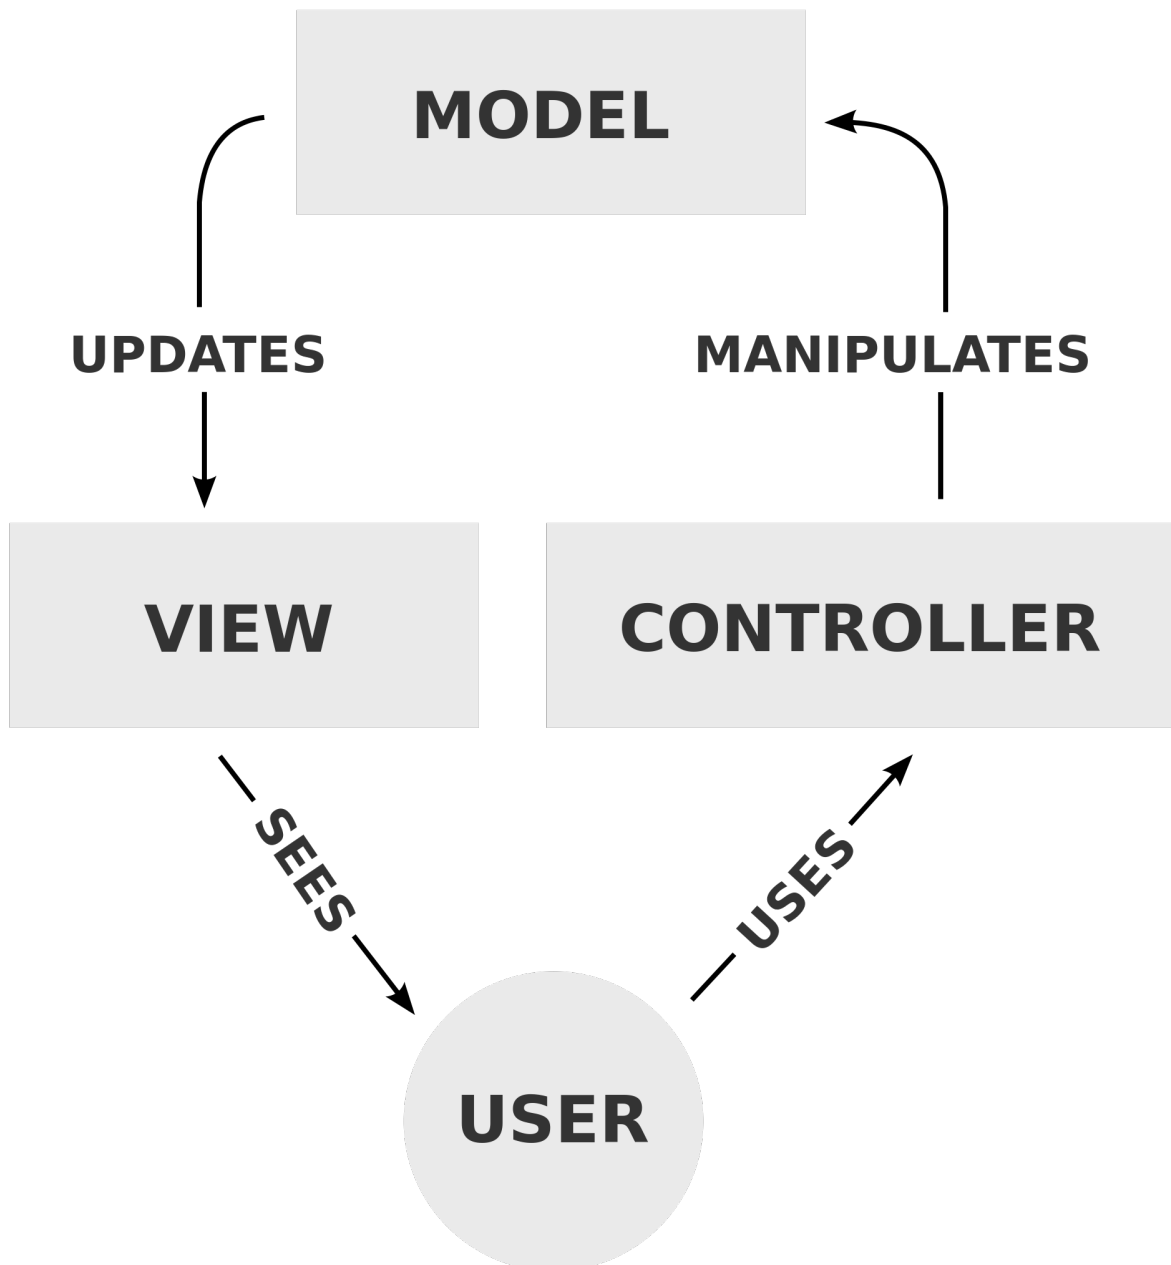 MODEL
UPDATES
MANIPULATES
VIEW
CONTROLLER
SEES
USES
USER